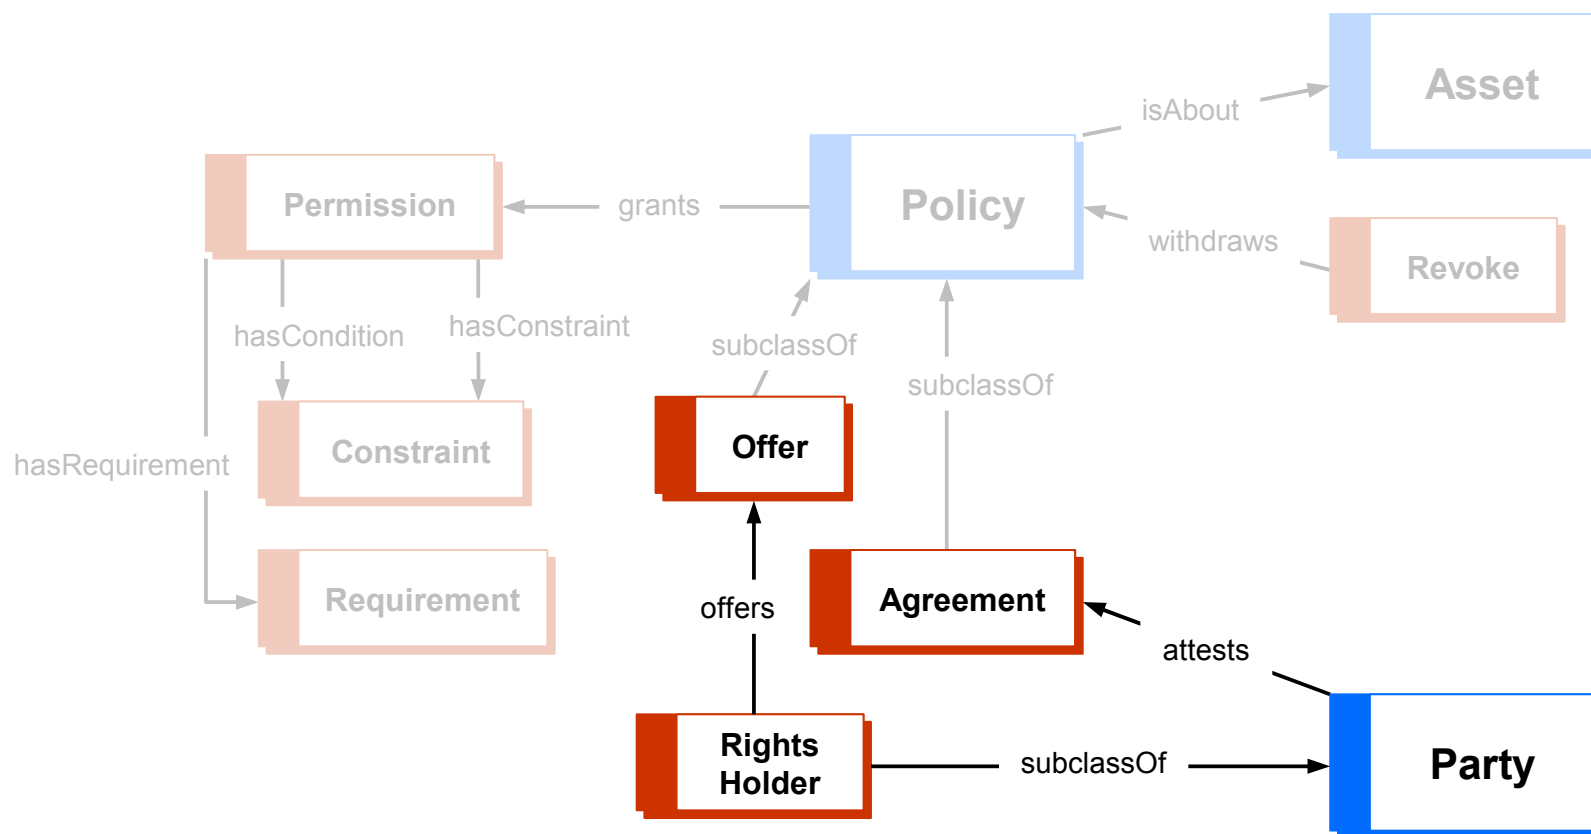 Asset
isAbout
Policy
Permission
grants
withdraws
Revoke
hasCondition
hasConstraint
subclassOf
subclassOf
Offer
Constraint
hasRequirement
Requirement
offers
Agreement
attests
Rights
Holder
subclassOf
Party